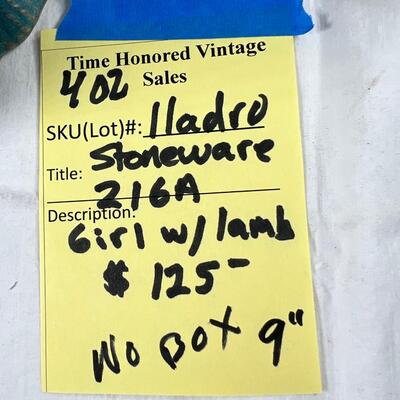 Time Honored Vintage
402 Sales
SKU(Lot)#: lladro
Title: Stoneware
216A
Description:
Girl w/ lamb
$ 125-
No Box 9"